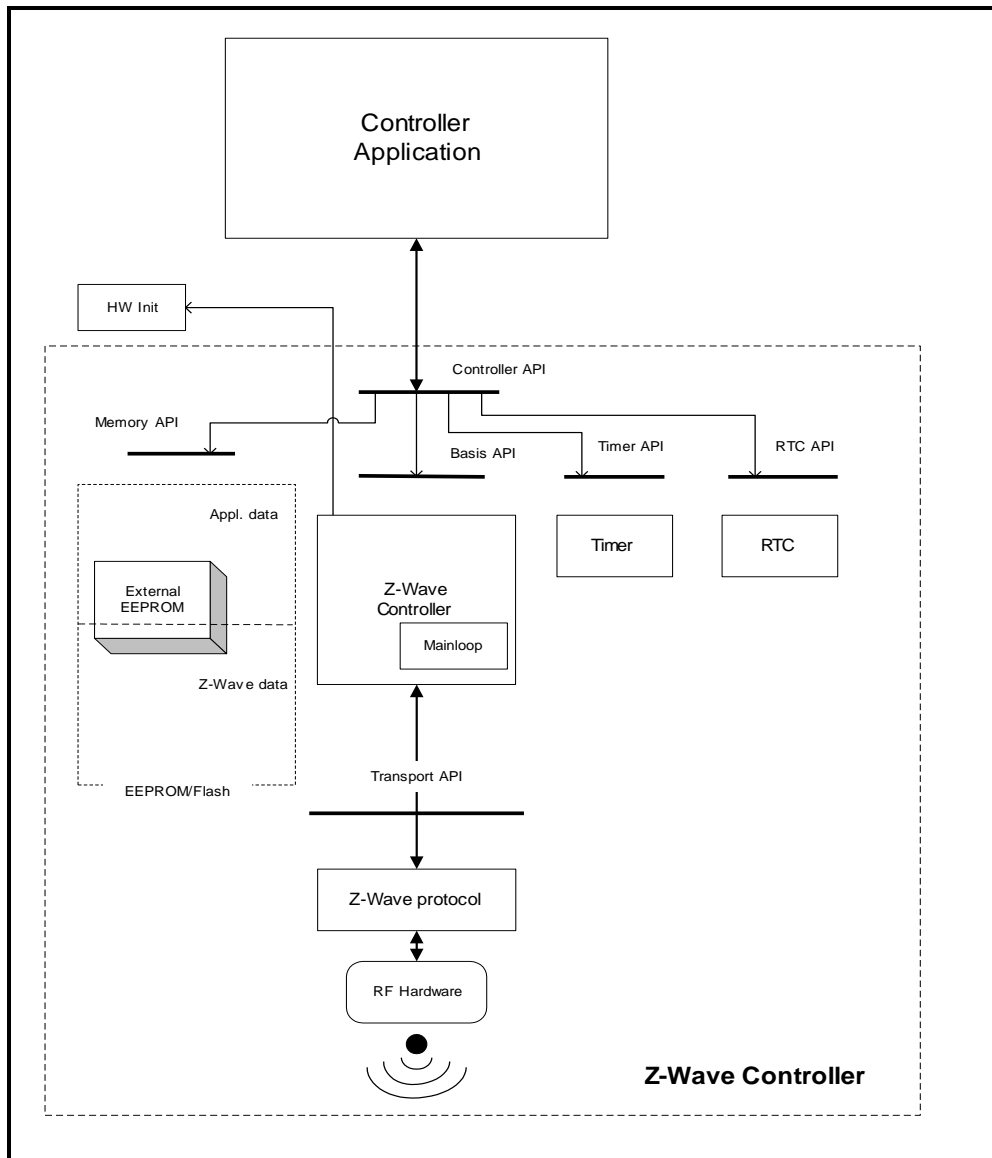 Controller
Application
HW Init
Controller API
Memory API
Basis API
Timer API
RTC API
Appl. data
External
EEPROM
Z-Wave data
EEPROM/Flash
Z-Wave
Controller
Mainloop
Timer
RTC
Transport API
Z-Wave protocol
RF Hardware
Z-Wave Controller